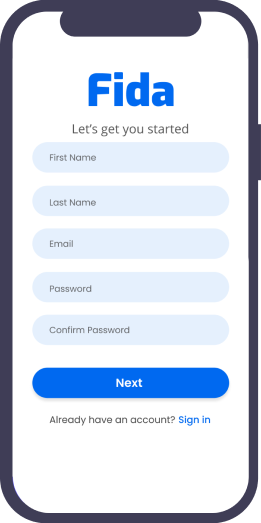 Fida
Let's get you started
First Name
Last Name
Email
Password
Confirm Password
Next
Already have an account? Sign in